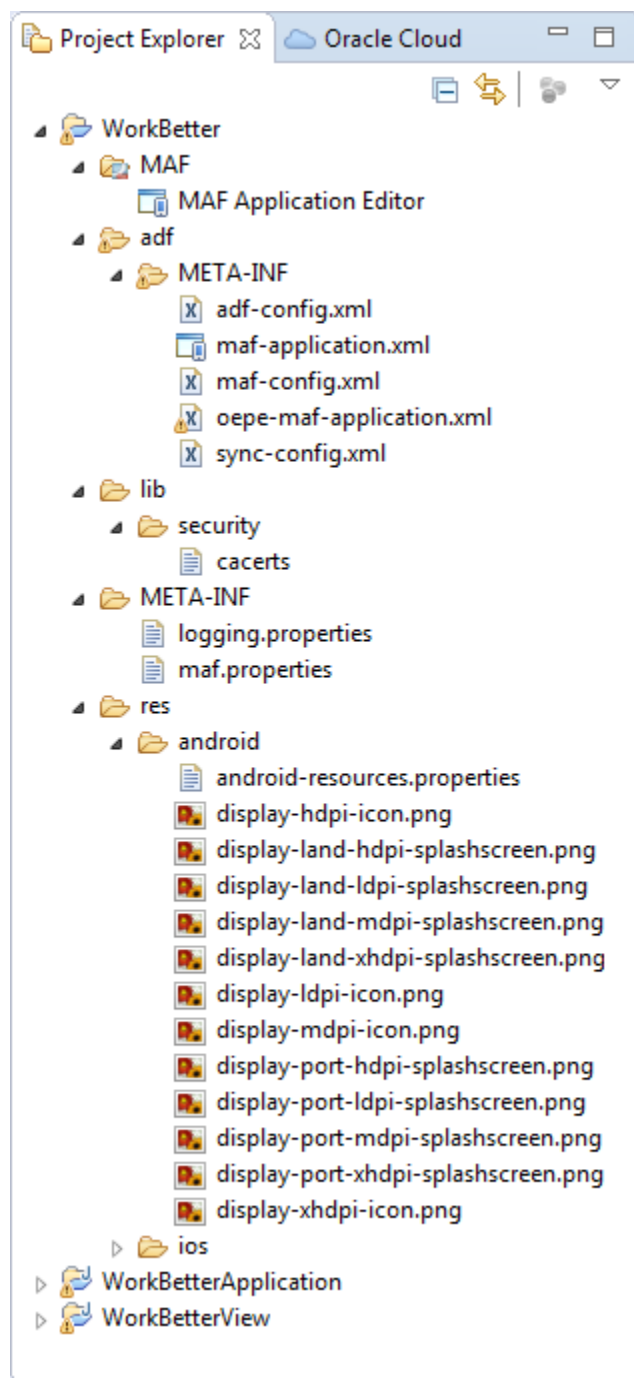 Project Explorer Oracle Cloud
WorkBetter
MAF
MAF Application Editor
adf
META-INF
adf-config.xml
maf-application.xml
maf-config.xml
oepe-maf-application.xml
sync-config.xml
lib
security
cacerts
META-INF
logging.properties
maf.properties
res
android
android-resources.properties
display-hdpi-icon.png
display-land-hdpi-splashscreen.png
display-land-ldpi-splashscreen.png
display-land-mdpi-splashscreen.png
display-land-xhdpi-splashscreen.png
display-ldpi-icon.png
display-mdpi-icon.png
display-port-hdpi-splashscreen.png
display-port-ldpi-splashscreen.png
display-port-mdpi-splashscreen.png
display-port-xhdpi-splashscreen.png
display-xhdpi-icon.png
ios
WorkBetterApplication
WorkBetterView